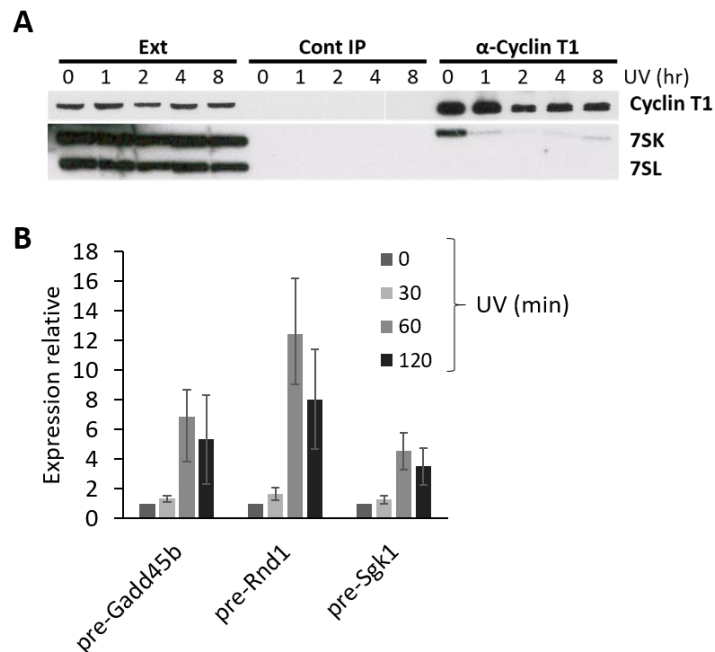 A
Ext Cont IP α-Cyclin T1
0 1 2 4 8 0 1 2 4 8 0 1 2 4 8 UV (hr)
Cyclin T1
7SK
7SL
B
Expression relative
18
16
14
12
10
8
6
4
2
0
0
30
60
120
UV (min)
pre-Gadd45b
pre-Rnd1
pre-Sgk1